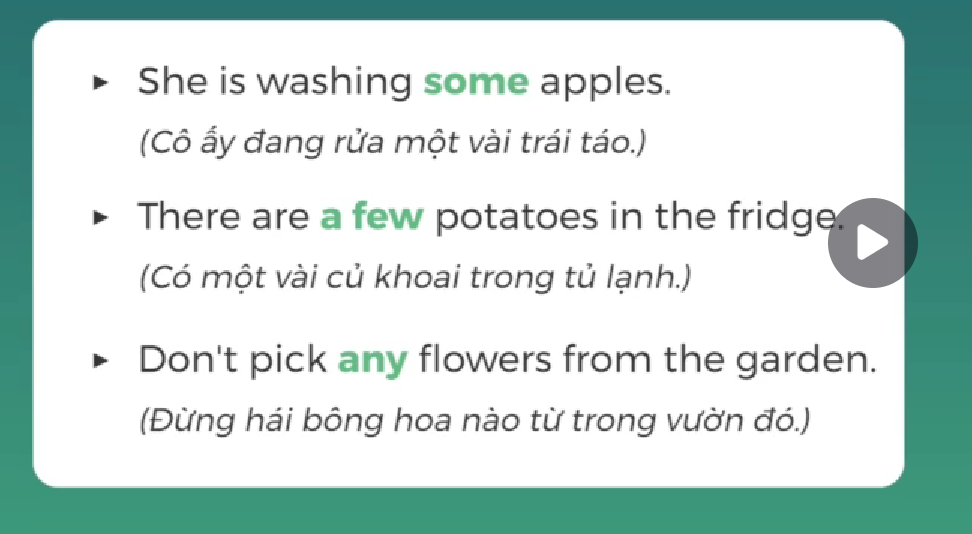 She is washing some apples.
(Cô ấy đang rửa một vài trái táo.)
There are a few potatoes in the fridge.
(Có một vài củ khoai trong tủ lạnh.)
Don't pick any flowers from the garden.
(Đừng hái bông hoa nào từ trong vườn đó.)